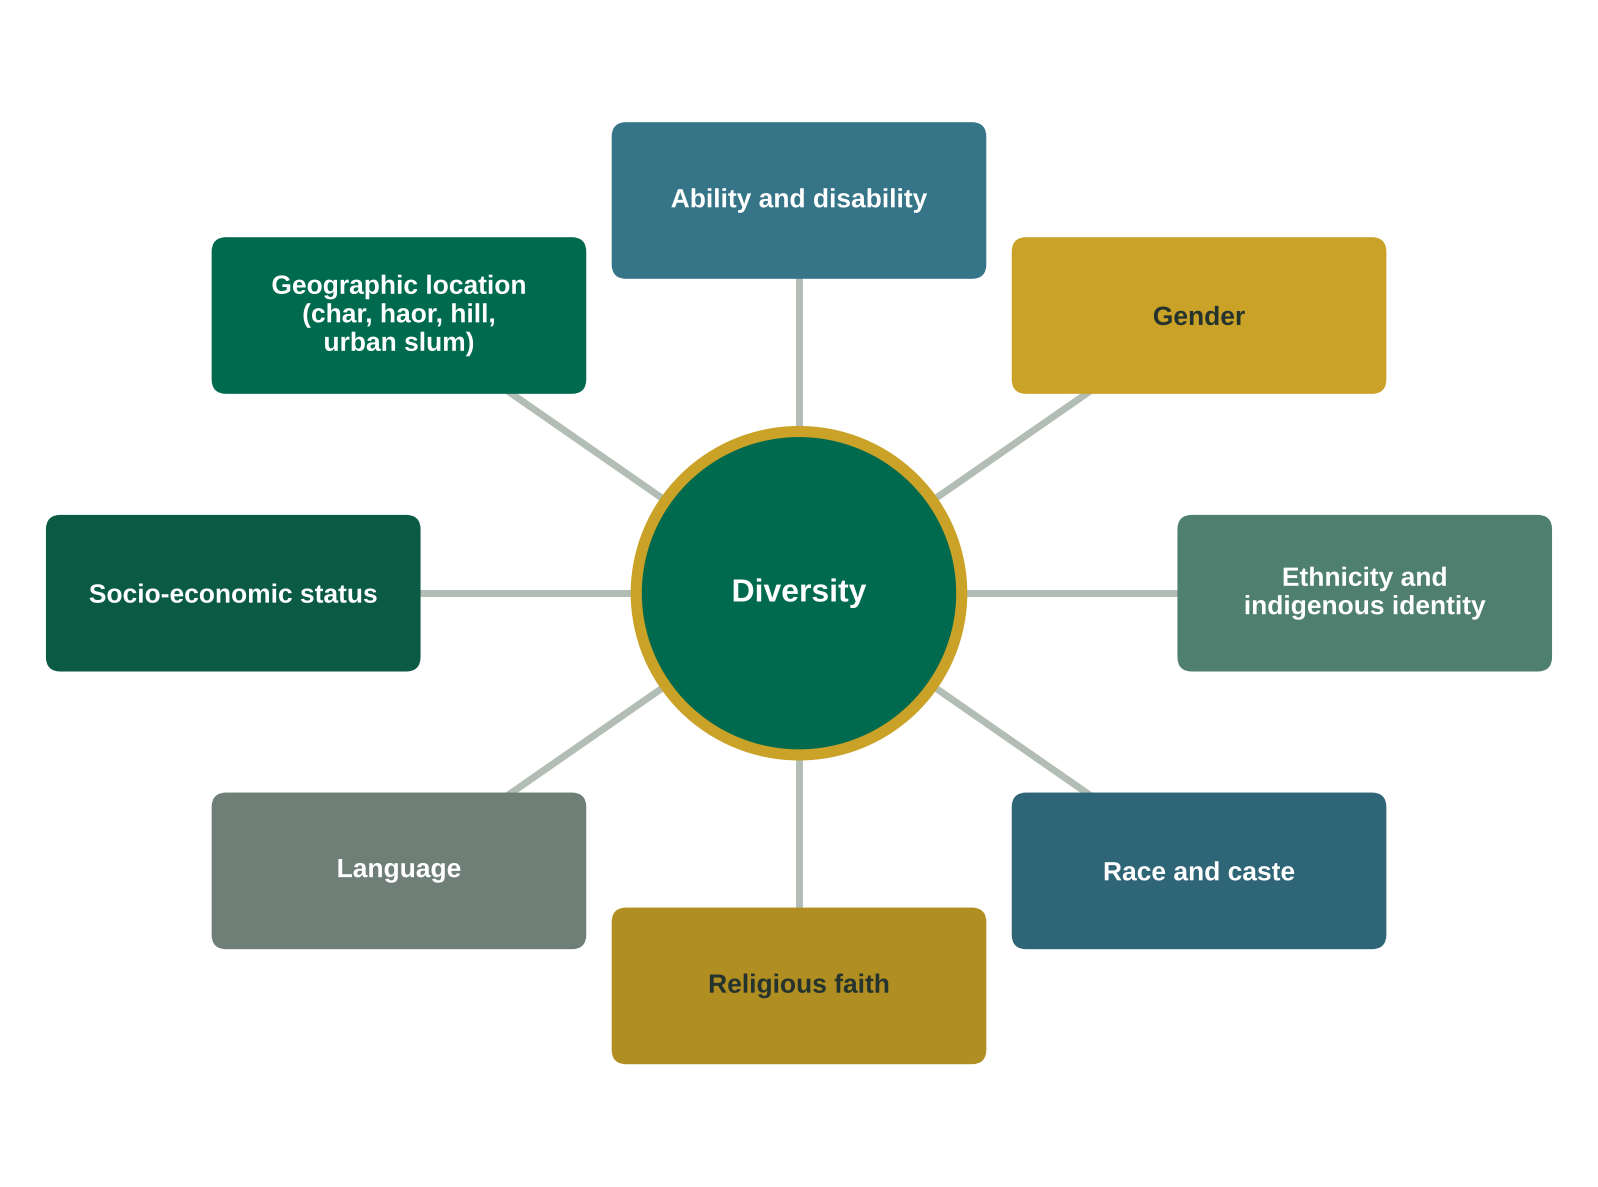 Ability and disability
Geographic location
(char, haor, hill,
urban slum)
Gender
Socio-economic status
Diversity
Ethnicity and
indigenous identity
Language
Race and caste
Religious faith